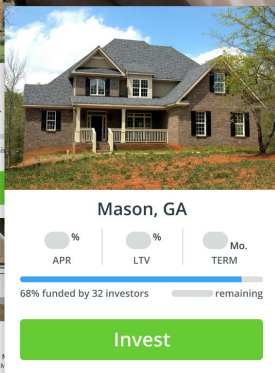 Mason, GA
% % Mo.
APR LTV TERM
68% funded by 32 investors remaining
Invest